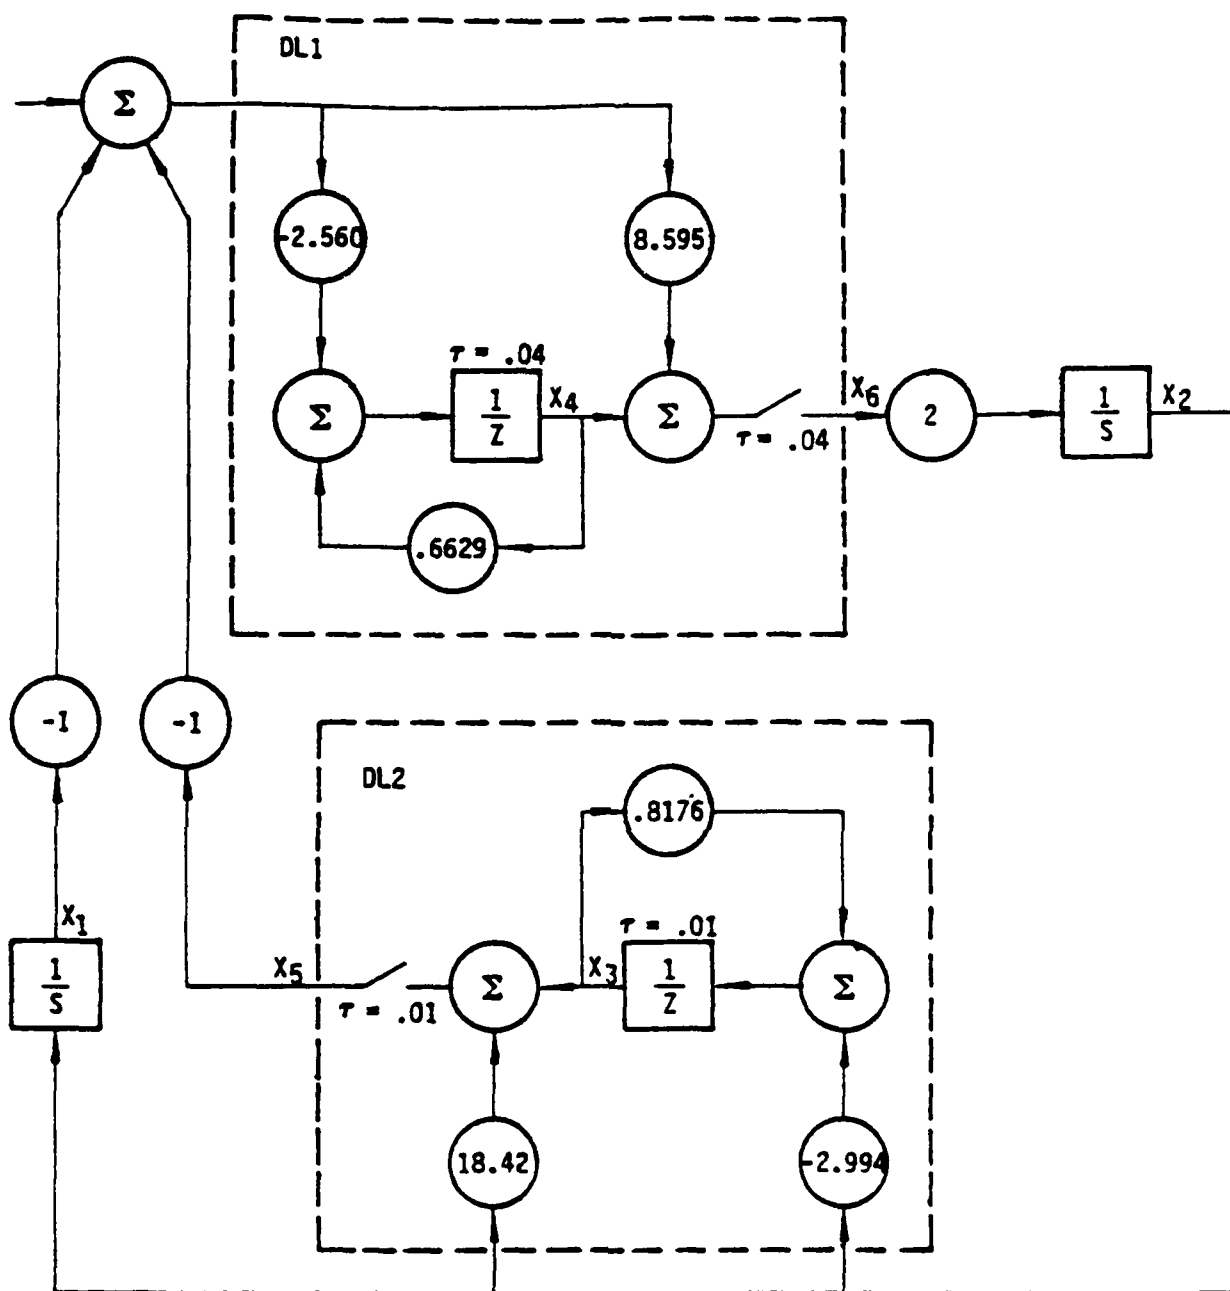 DL1
Σ
-2.560
8.595
τ = .04
Σ
1
Z
X4
Σ
τ = .04
X6
2
1
S
X2
.6629
-1
-1
DL2
.8176
X1
1
S
X5
τ = .01
Σ
X3
τ = .01
1
Z
Σ
18.42
-2.994